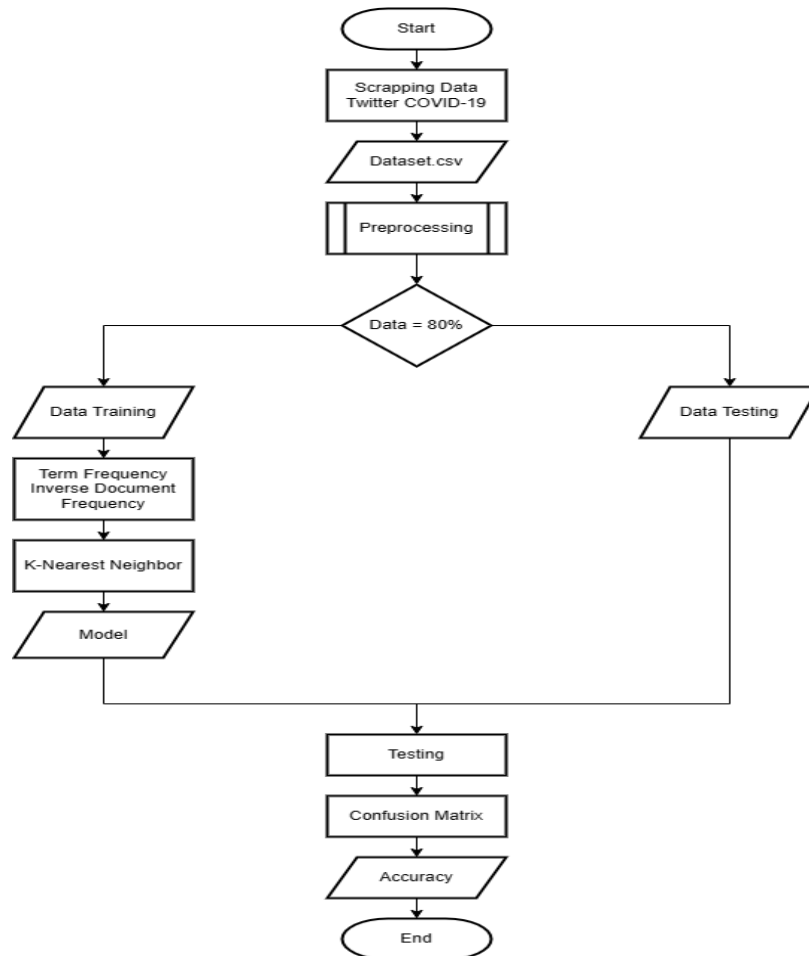 Start
Scrapping Data
Twitter COVID-19
Dataset.csv
Preprocessing
Data = 80%
Data Training
Data Testing
Term Frequency
Inverse Document
Frequency
K-Nearest Neighbor
Model
Testing
Confusion Matrix
Accuracy
End